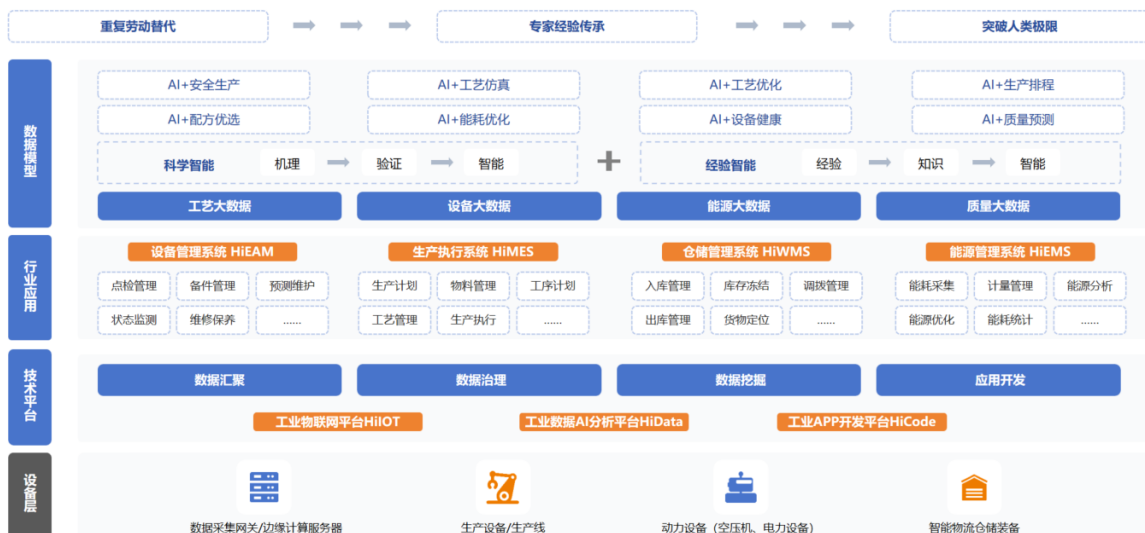 重复劳动替代
专家经验传承
突破人类极限
数据模型
AI+安全生产
AI+工艺仿真
AI+工艺优化
AI+生产排程
AI+配方优选
AI+能耗优化
AI+设备健康
AI+质量预测
科学智能
机理
验证
智能
+
经验智能
经验
知识
智能
工艺大数据
设备大数据
能源大数据
质量大数据
行业应用
设备管理系统 HiEAM
生产执行系统 HiMES
仓储管理系统 HiWMS
能源管理系统 HiEMS
点检管理
备件管理
预测维护
生产计划
物料管理
工序计划
入库管理
库存冻结
调拨管理
能耗采集
计量管理
能源分析
状态监测
维修保养
......
工艺管理
生产执行
......
出库管理
货物定位
......
能源优化
能耗统计
......
技术平台
数据汇聚
数据治理
数据挖掘
应用开发
工业物联网平台HiIOT
工业数据AI分析平台HiData
工业APP开发平台HiCode
设备层
数据采集网关/边缘计算服务器
生产设备/生产线
动力设备（空压机、电力设备）
智能物流仓储装备